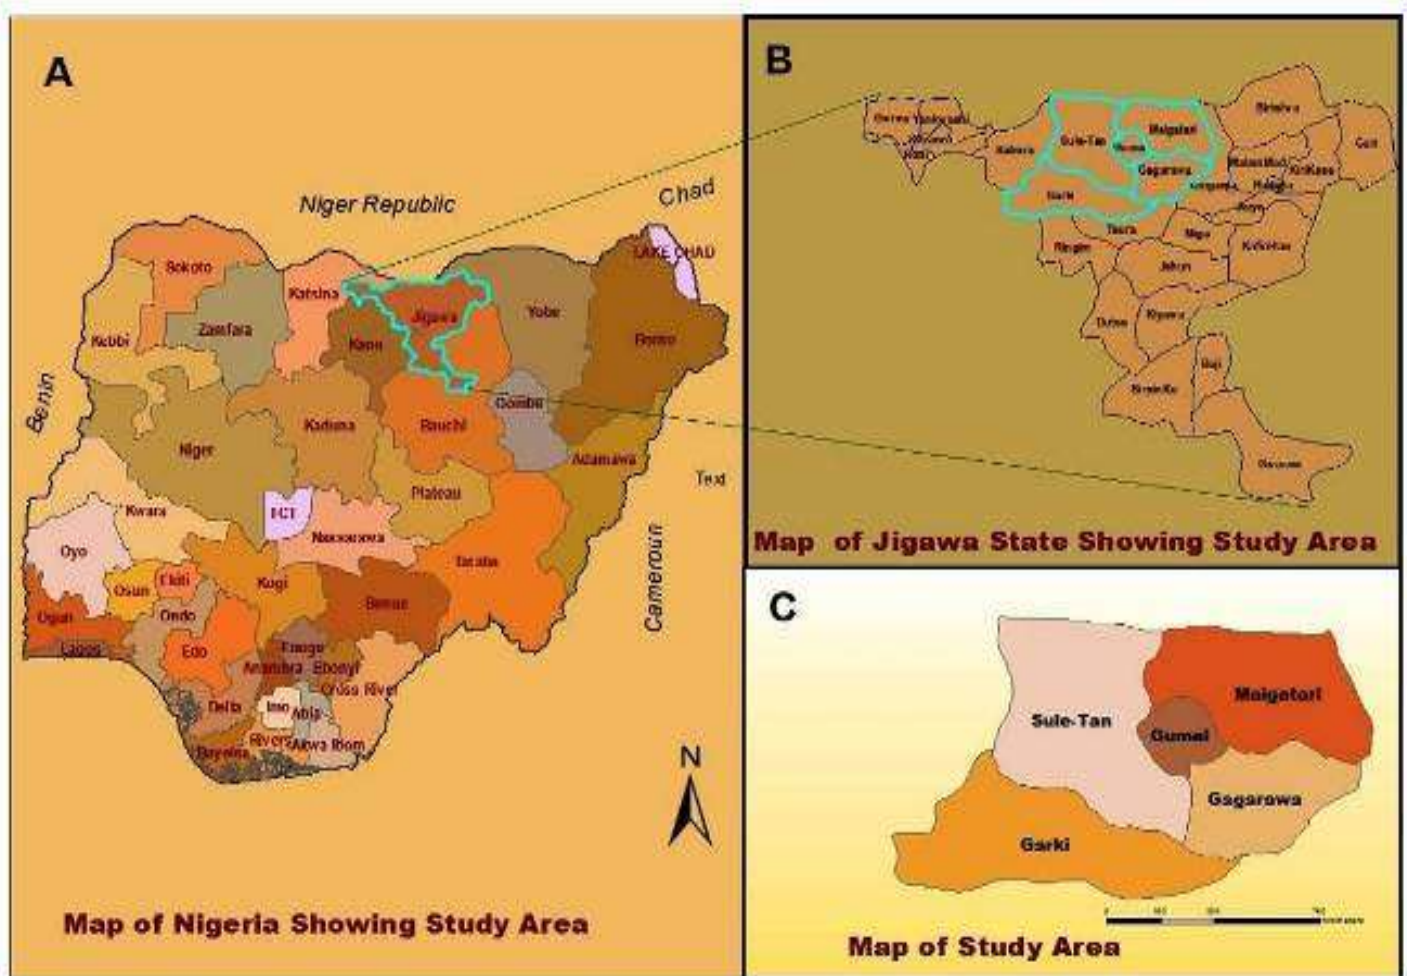 A
Niger Republic
Chad
LAKE CHAD
Sokoto
Katsina
Jigawa
Yobe
Zamfara
Kebbi
Kano
Borno
Benin
Gombe
Kaduna
Bauchi
Niger
Adamawa
Plateau
Text
Kwara
FCT
Nassarawa
Oyo
Taraba
Cameroun
Osun
Ekiti
Kogi
Benue
Ogun
Ondo
Lagos
Edo
Enugu
Anambra
Ebonyi
Cross River
Delta
Imo
Abia
Rivers
Akwa Ibom
Bayelsa
N
Map of Nigeria Showing Study Area
B
Sule-Tan
Maigatari
Gagarawa
Garki
Guri
Taura
Ringim
Jahun
Dutse
Kiyawa
Buji
Map of Jigawa State Showing Study Area
C
Maigatari
Sule-Tan
Gumel
Gagarawa
Garki
Map of Study Area